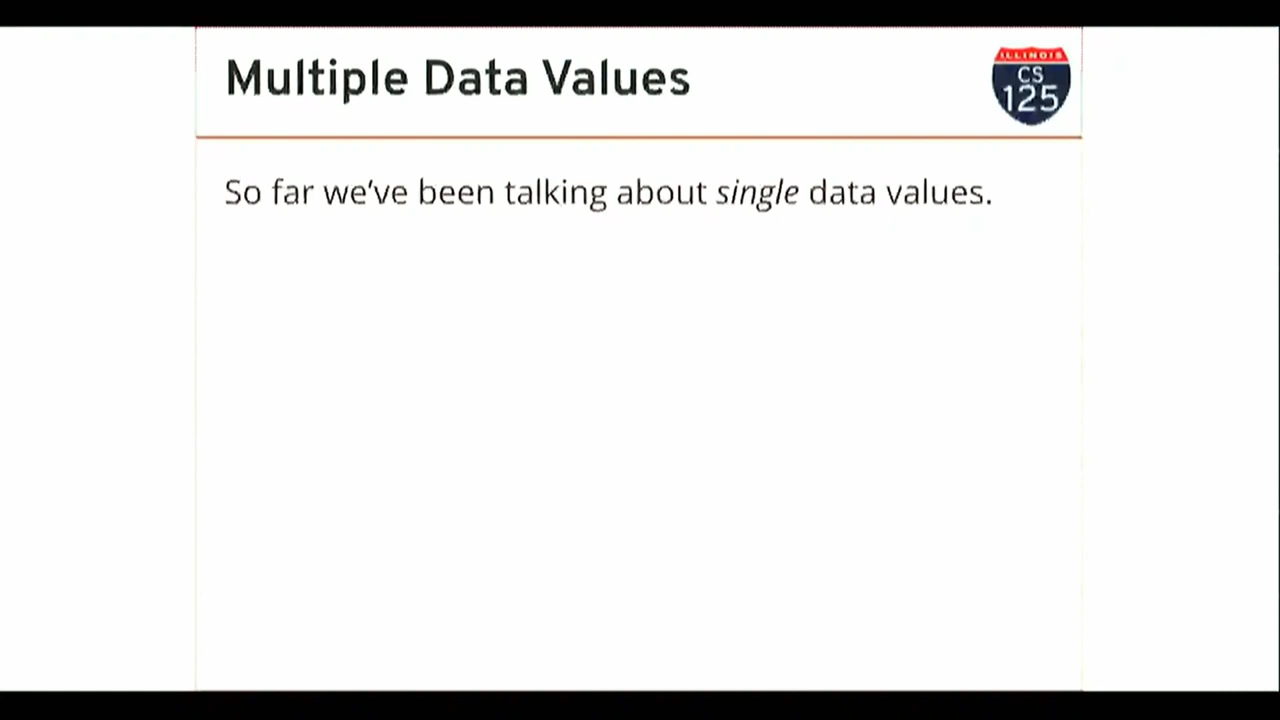 Multiple Data Values
ILLINOIS
CS
125
So far we've been talking about single data values.